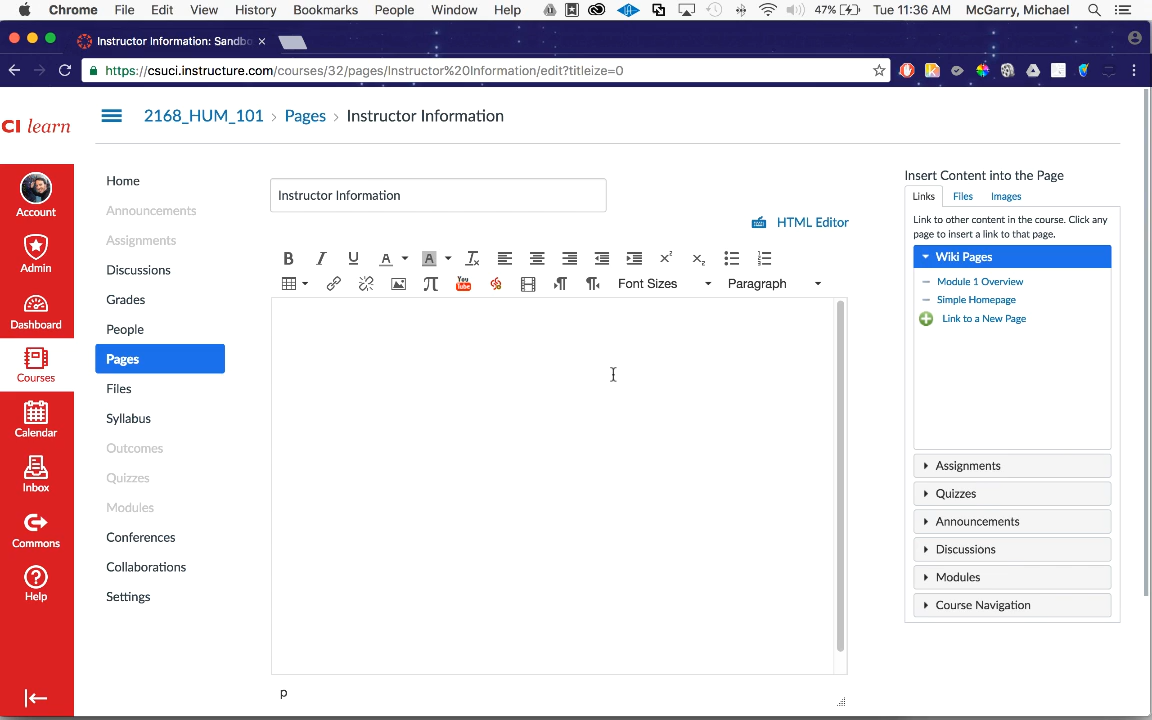 Chrome File Edit View History Bookmarks People Window Help 47% Tue 11:36 AM McGarry, Michael
Instructor Information: Sandbo
https://csuci.instructure.com/courses/32/pages/Instructor%20Information/edit?titleize=0
CI learn
2168_HUM_101 > Pages > Instructor Information
Account
Admin
Dashboard
Courses
Calendar
Inbox
Commons
Help
Home
Announcements
Assignments
Discussions
Grades
People
Pages
Files
Syllabus
Outcomes
Quizzes
Modules
Conferences
Collaborations
Settings
Instructor Information
HTML Editor
B I U A A Tx
You Tube Font Sizes Paragraph
p
Insert Content into the Page
Links Files Images
Link to other content in the course. Click any
page to insert a link to that page.
Wiki Pages
Module 1 Overview
Simple Homepage
Link to a New Page
Assignments
Quizzes
Announcements
Discussions
Modules
Course Navigation